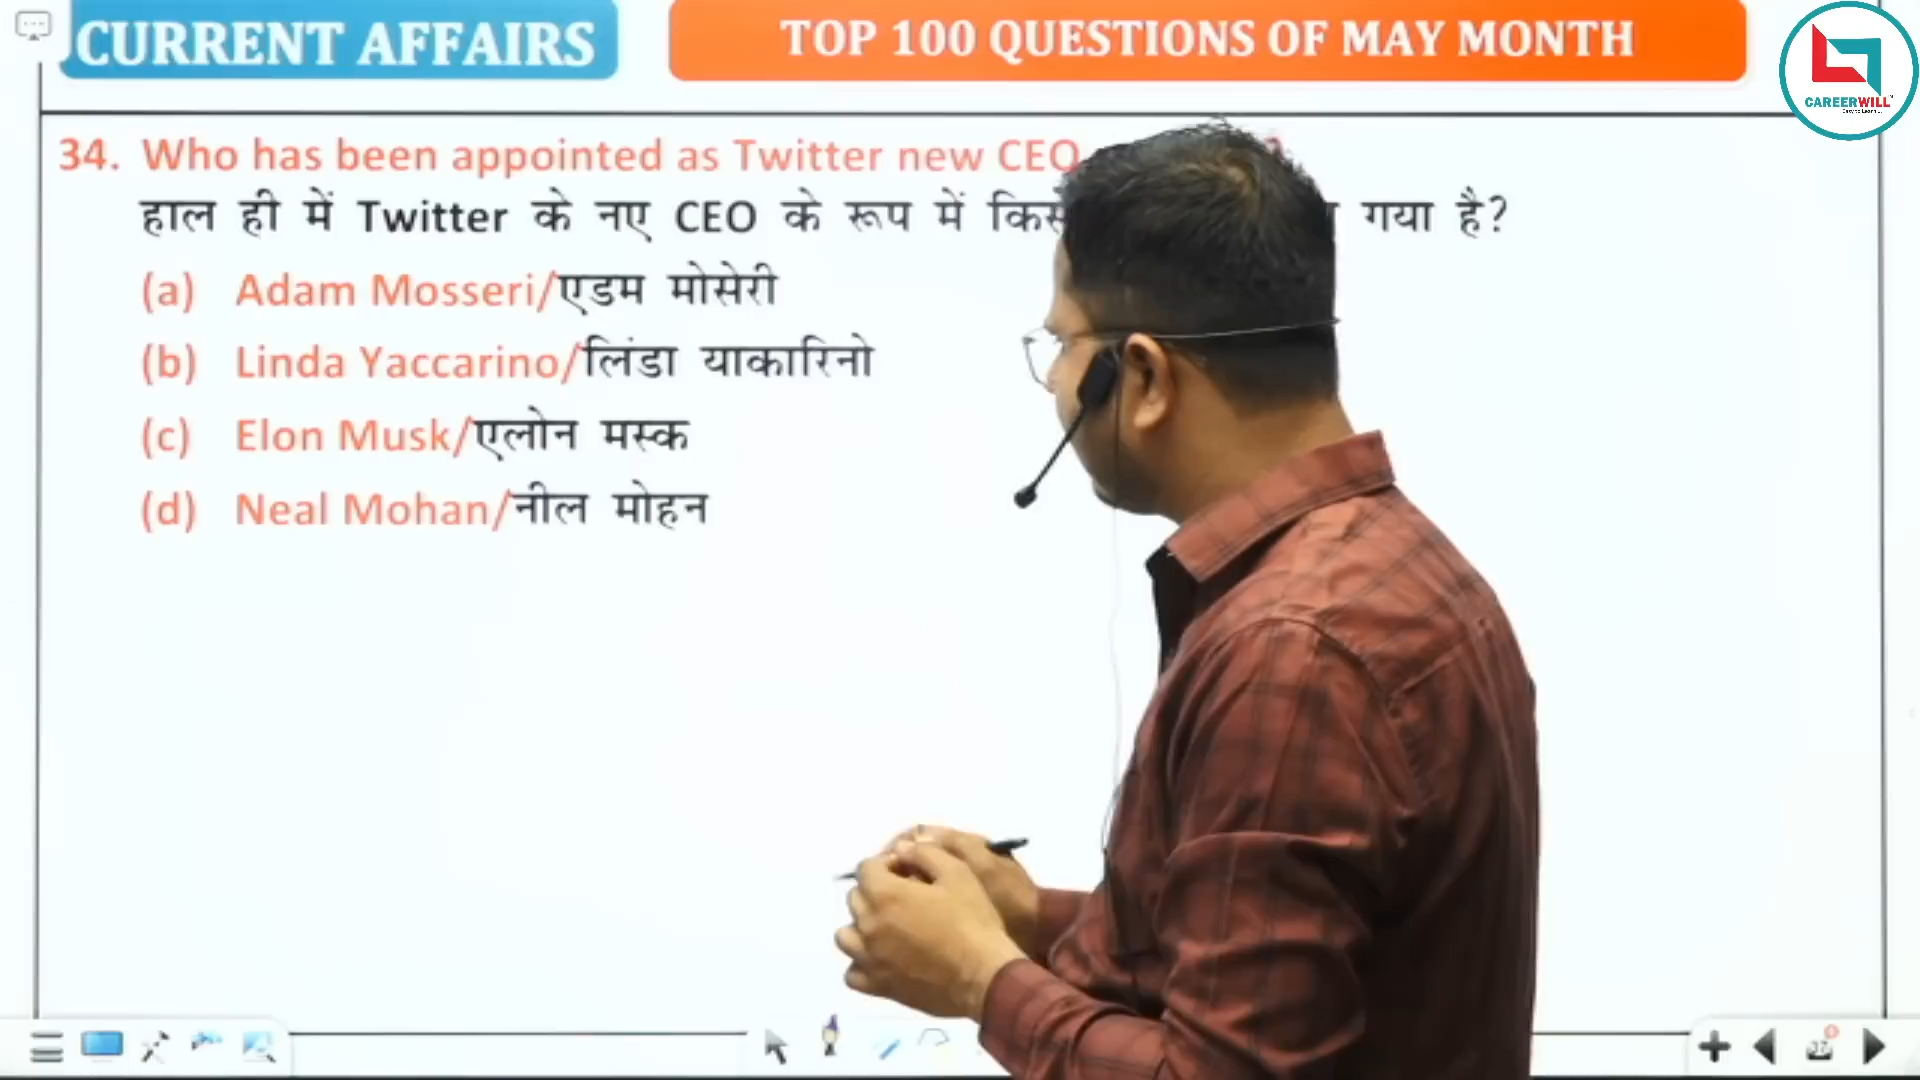 CURRENT AFFAIRS
TOP 100 QUESTIONS OF MAY MONTH
CAREERWILL
34. Who has been appointed as Twitter new CEO
हाल ही में Twitter के नए CEO के रूप में गया है?
(a) Adam Mosseri/एडम मोसेरी
(b) Linda Yaccarino/लिंडा याकारिनो
(c) Elon Musk/एलोन मस्क
(d) Neal Mohan/नील मोहन